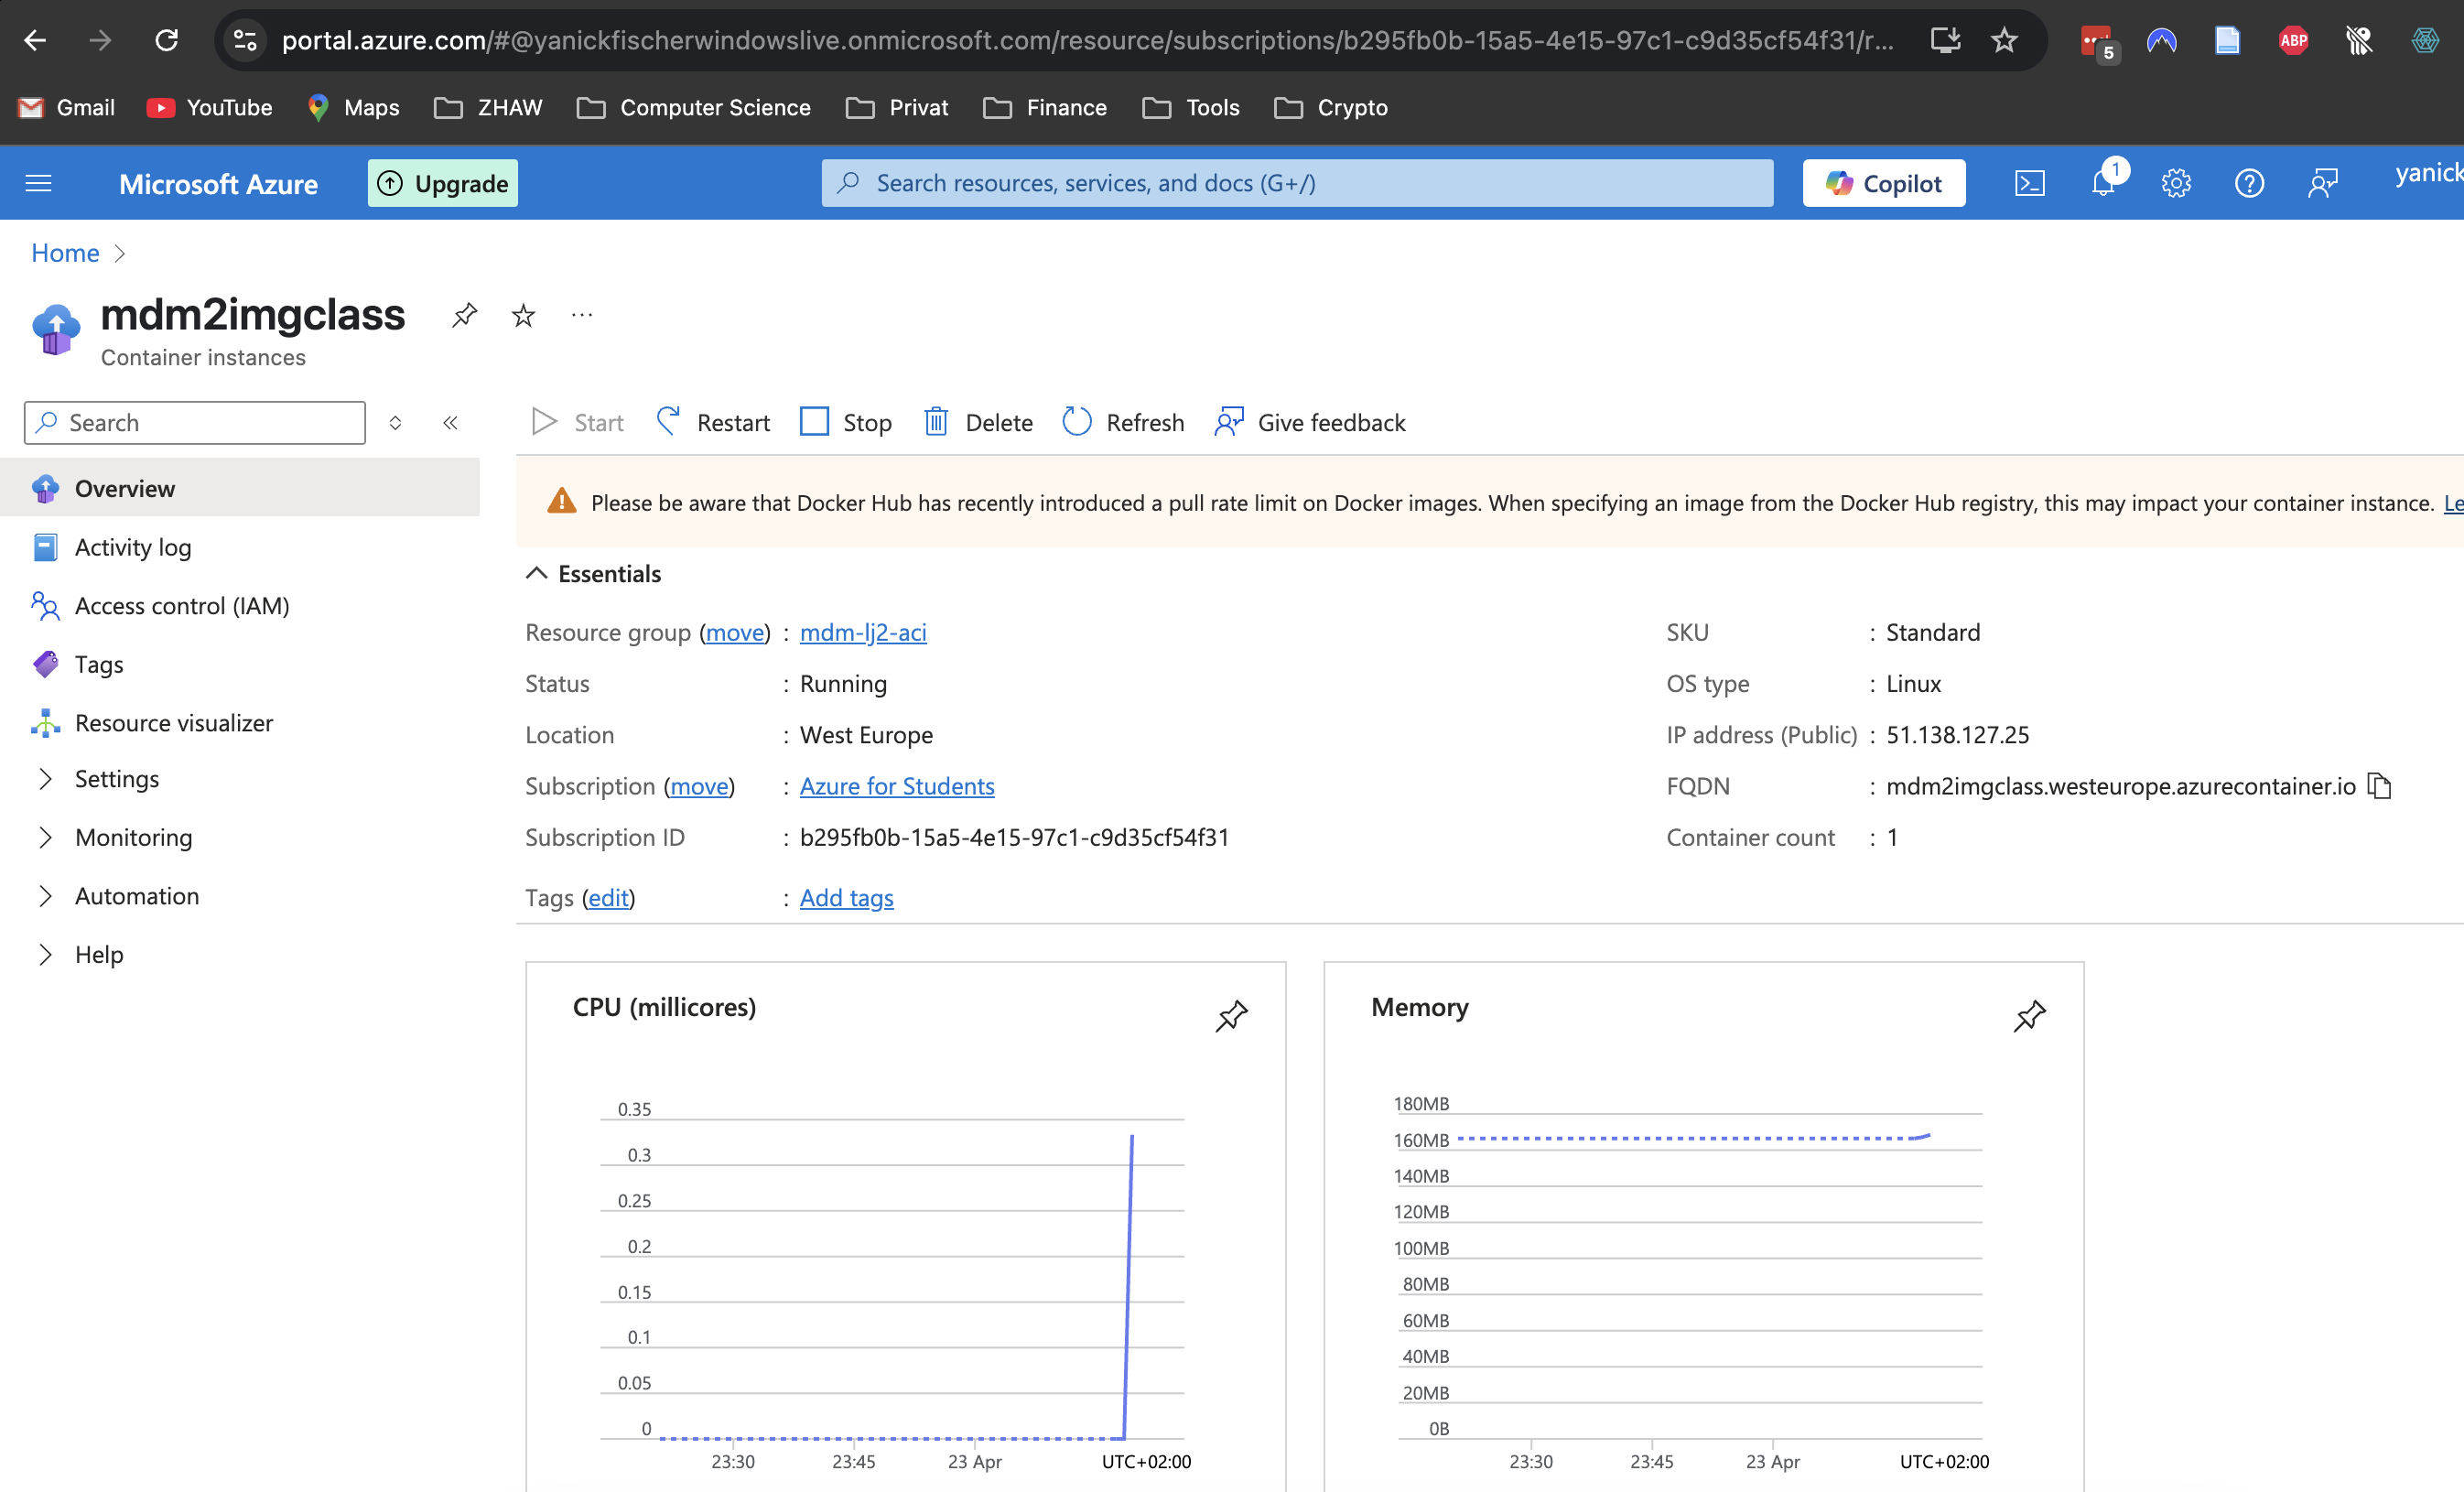 portal.azure.com/#@yanickfischerwindowslive.onmicrosoft.com/resource/subscriptions/b295fb0b-15a5-4e15-97c1-c9d35cf54f31/r...
5
ABP
Gmail YouTube Maps ZHAW Computer Science Privat Finance Tools Crypto
Microsoft Azure Upgrade Search resources, services, and docs (G+/) Copilot 1 yanick
Home >
mdm2imgclass
Container instances
Search
Start Restart Stop Delete Refresh Give feedback
Overview
Activity log
Access control (IAM)
Tags
Resource visualizer
Settings
Monitoring
Automation
Help
Please be aware that Docker Hub has recently introduced a pull rate limit on Docker images. When specifying an image from the Docker Hub registry, this may impact your container instance. Le
Essentials
Resource group (move) : mdm-lj2-aci
Status : Running
Location : West Europe
Subscription (move) : Azure for Students
Subscription ID : b295fb0b-15a5-4e15-97c1-c9d35cf54f31
Tags (edit) : Add tags
SKU : Standard
OS type : Linux
IP address (Public) : 51.138.127.25
FQDN : mdm2imgclass.westeurope.azurecontainer.io
Container count : 1
CPU (millicores)
0.35
0.3
0.25
0.2
0.15
0.1
0.05
0
23:30 23:45 23 Apr UTC+02:00
Memory
180MB
160MB
140MB
120MB
100MB
80MB
60MB
40MB
20MB
0B
23:30 23:45 23 Apr UTC+02:00